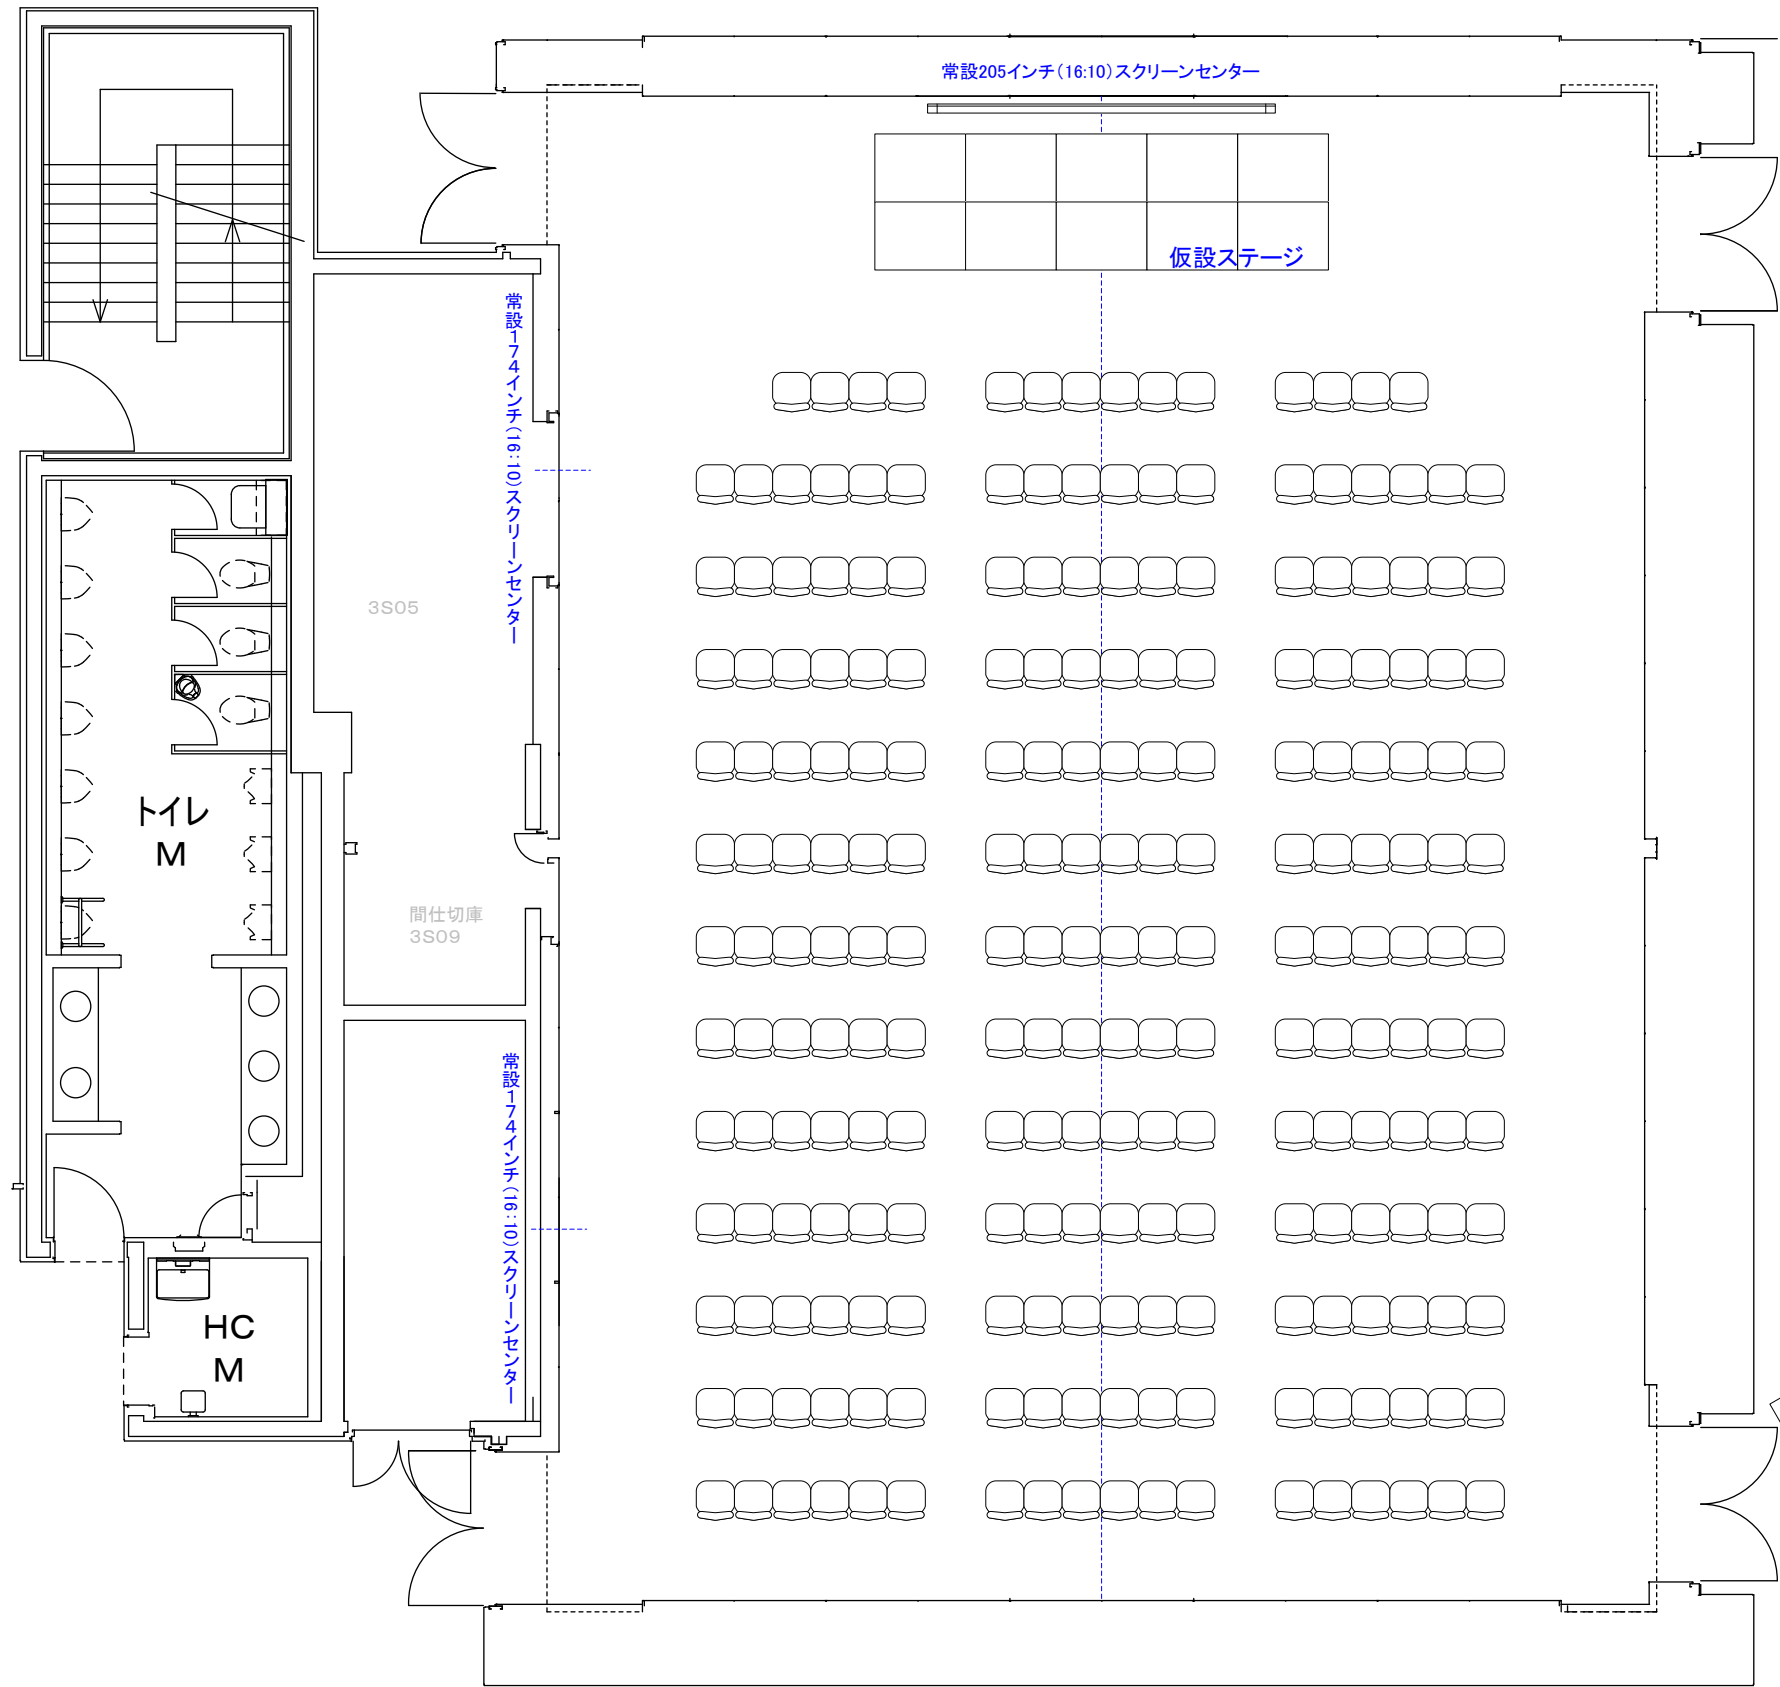 常設205インチ(16:10)スクリーンセンター
仮設ステージ
常設174インチ(16:10)スクリーンセンター
3S05
トイレ
M
間仕切庫
3S09
常設174インチ(16:10)スクリーンセンター
HC
M